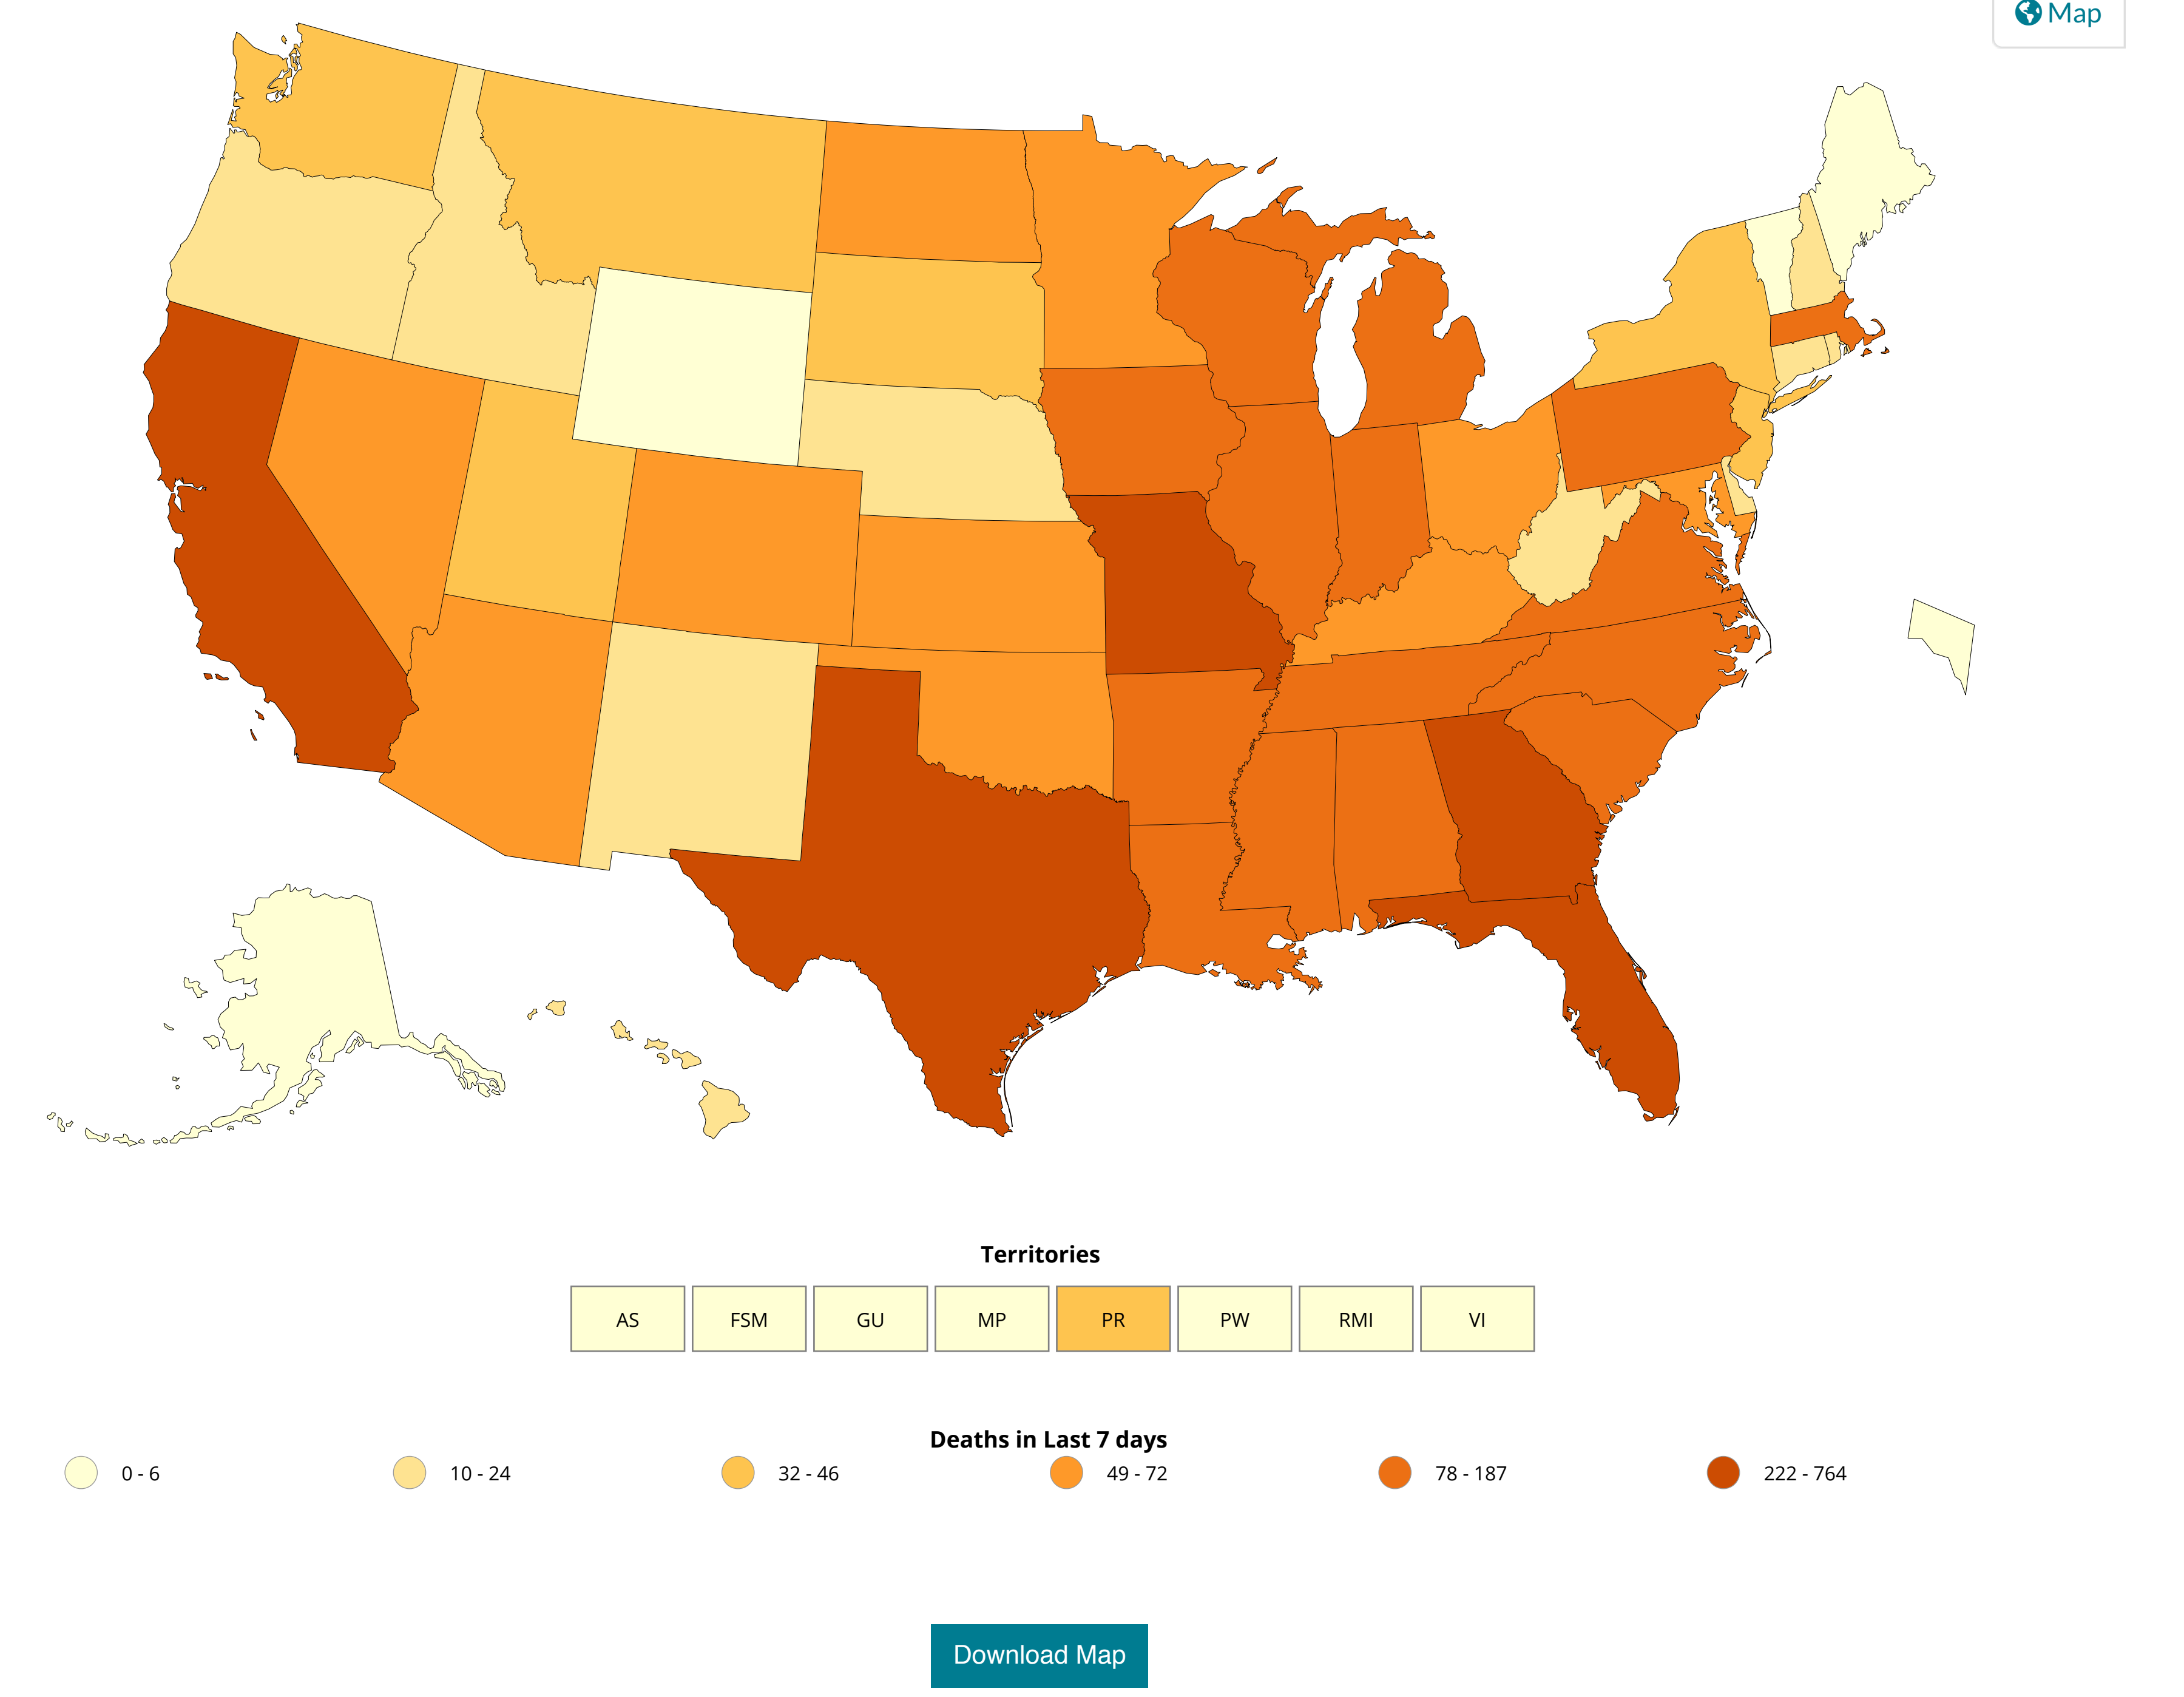 Map
Territories
AS FSM GU MP PR PW RMI VI
Deaths in Last 7 days
0 - 6 10 - 24 32 - 46 49 - 72 78 - 187 222 - 764
Download Map